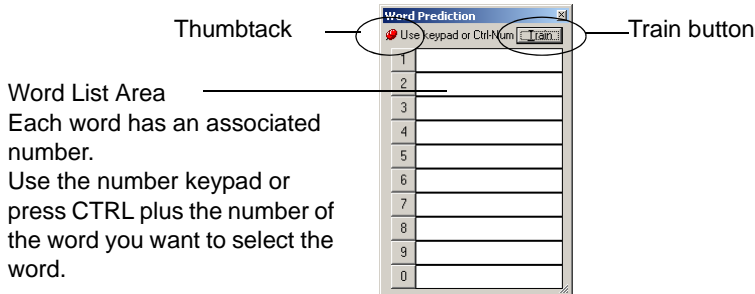 Thumbtack
Word List Area
Each word has an associated
number.
Use the number keypad or
press CTRL plus the number of
the word you want to select the
word.
Word Prediction
Use keypad or Ctrl-Num Train
1
2
3
4
5
6
7
8
9
0
Train button